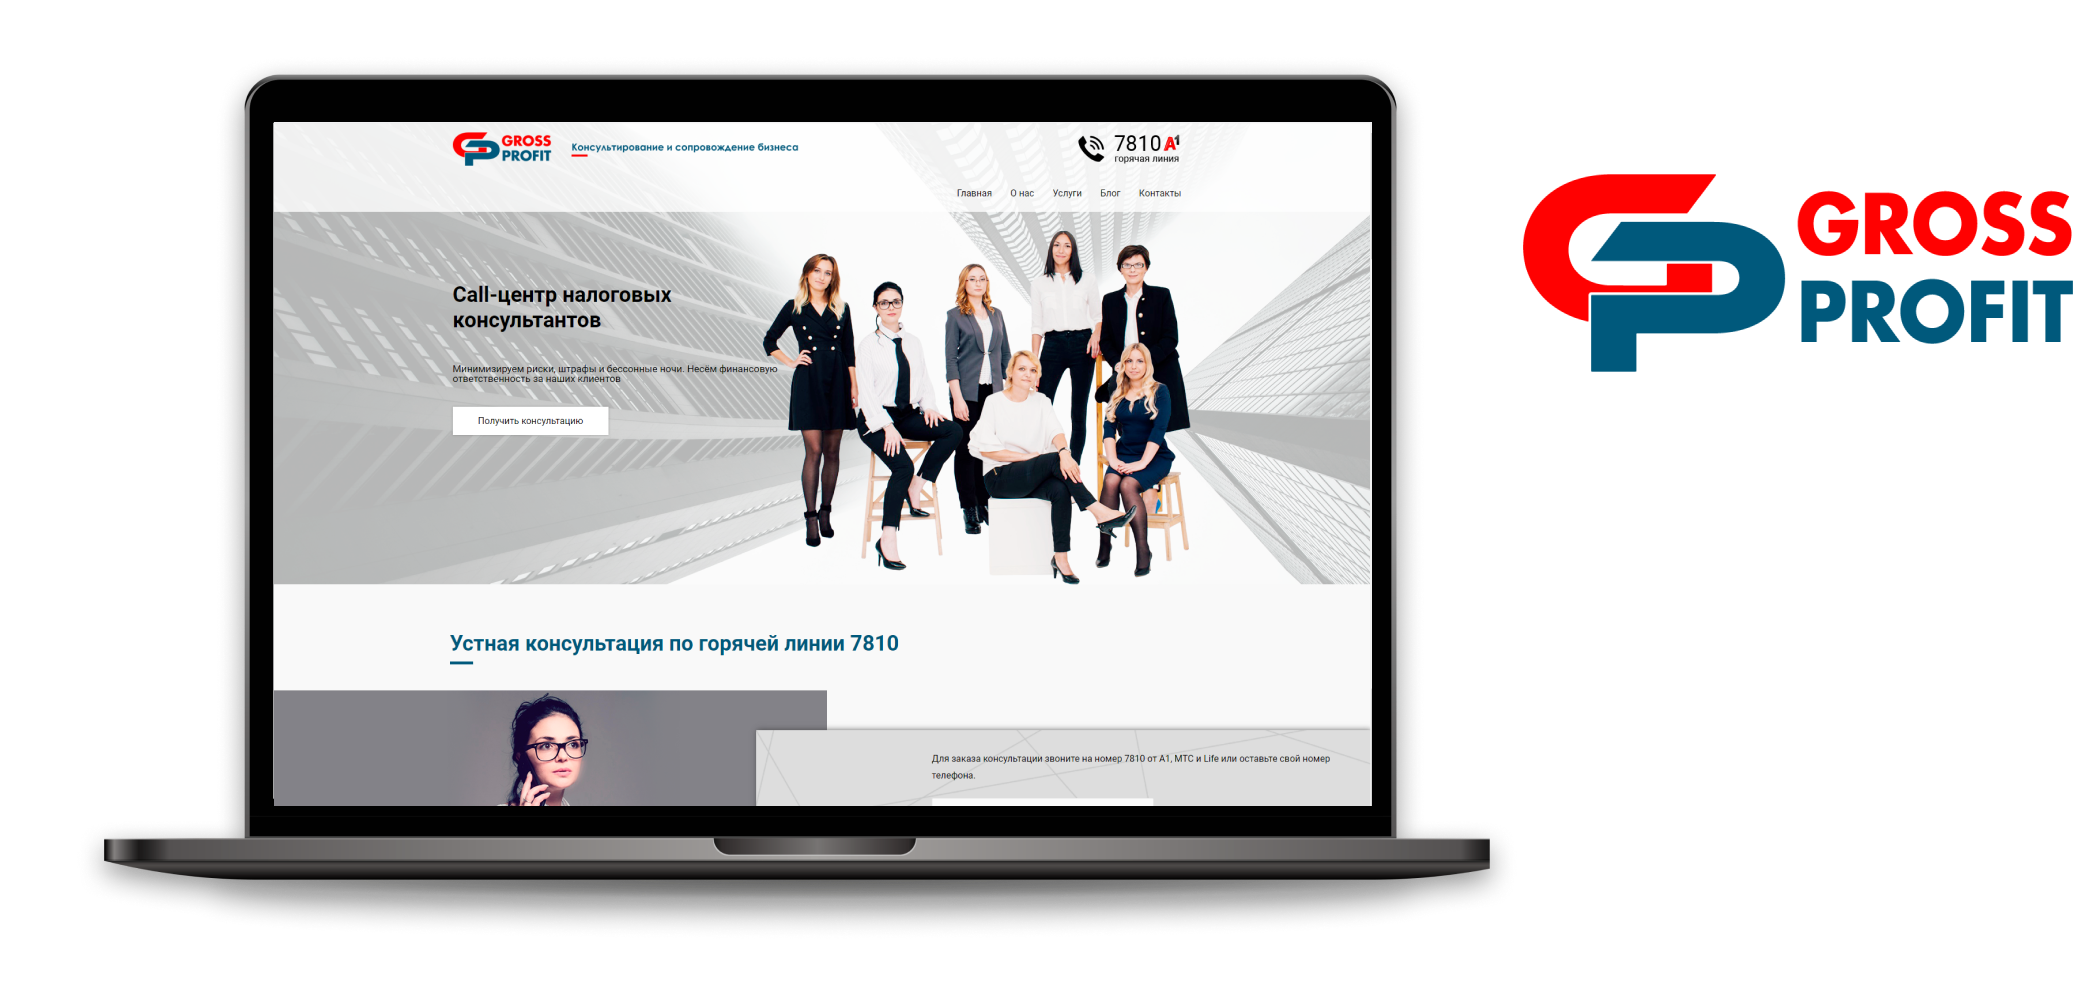 GROSS
PROFIT
Консультирование и сопровождение бизнеса
7810 A1
горячая линия
Главная О нас Услуги Блог Контакты
Call-центр налоговых
консультантов
Минимизируем риски, штрафы и бессонные ночи. Несём финансовую
ответственность за наших клиентов
Получить консультацию
Устная консультация по горячей линии 7810
Для заказа консультации звоните на номер 7810 от А1, МТС и Life или оставьте свой номер
телефона.
GROSS
PROFIT